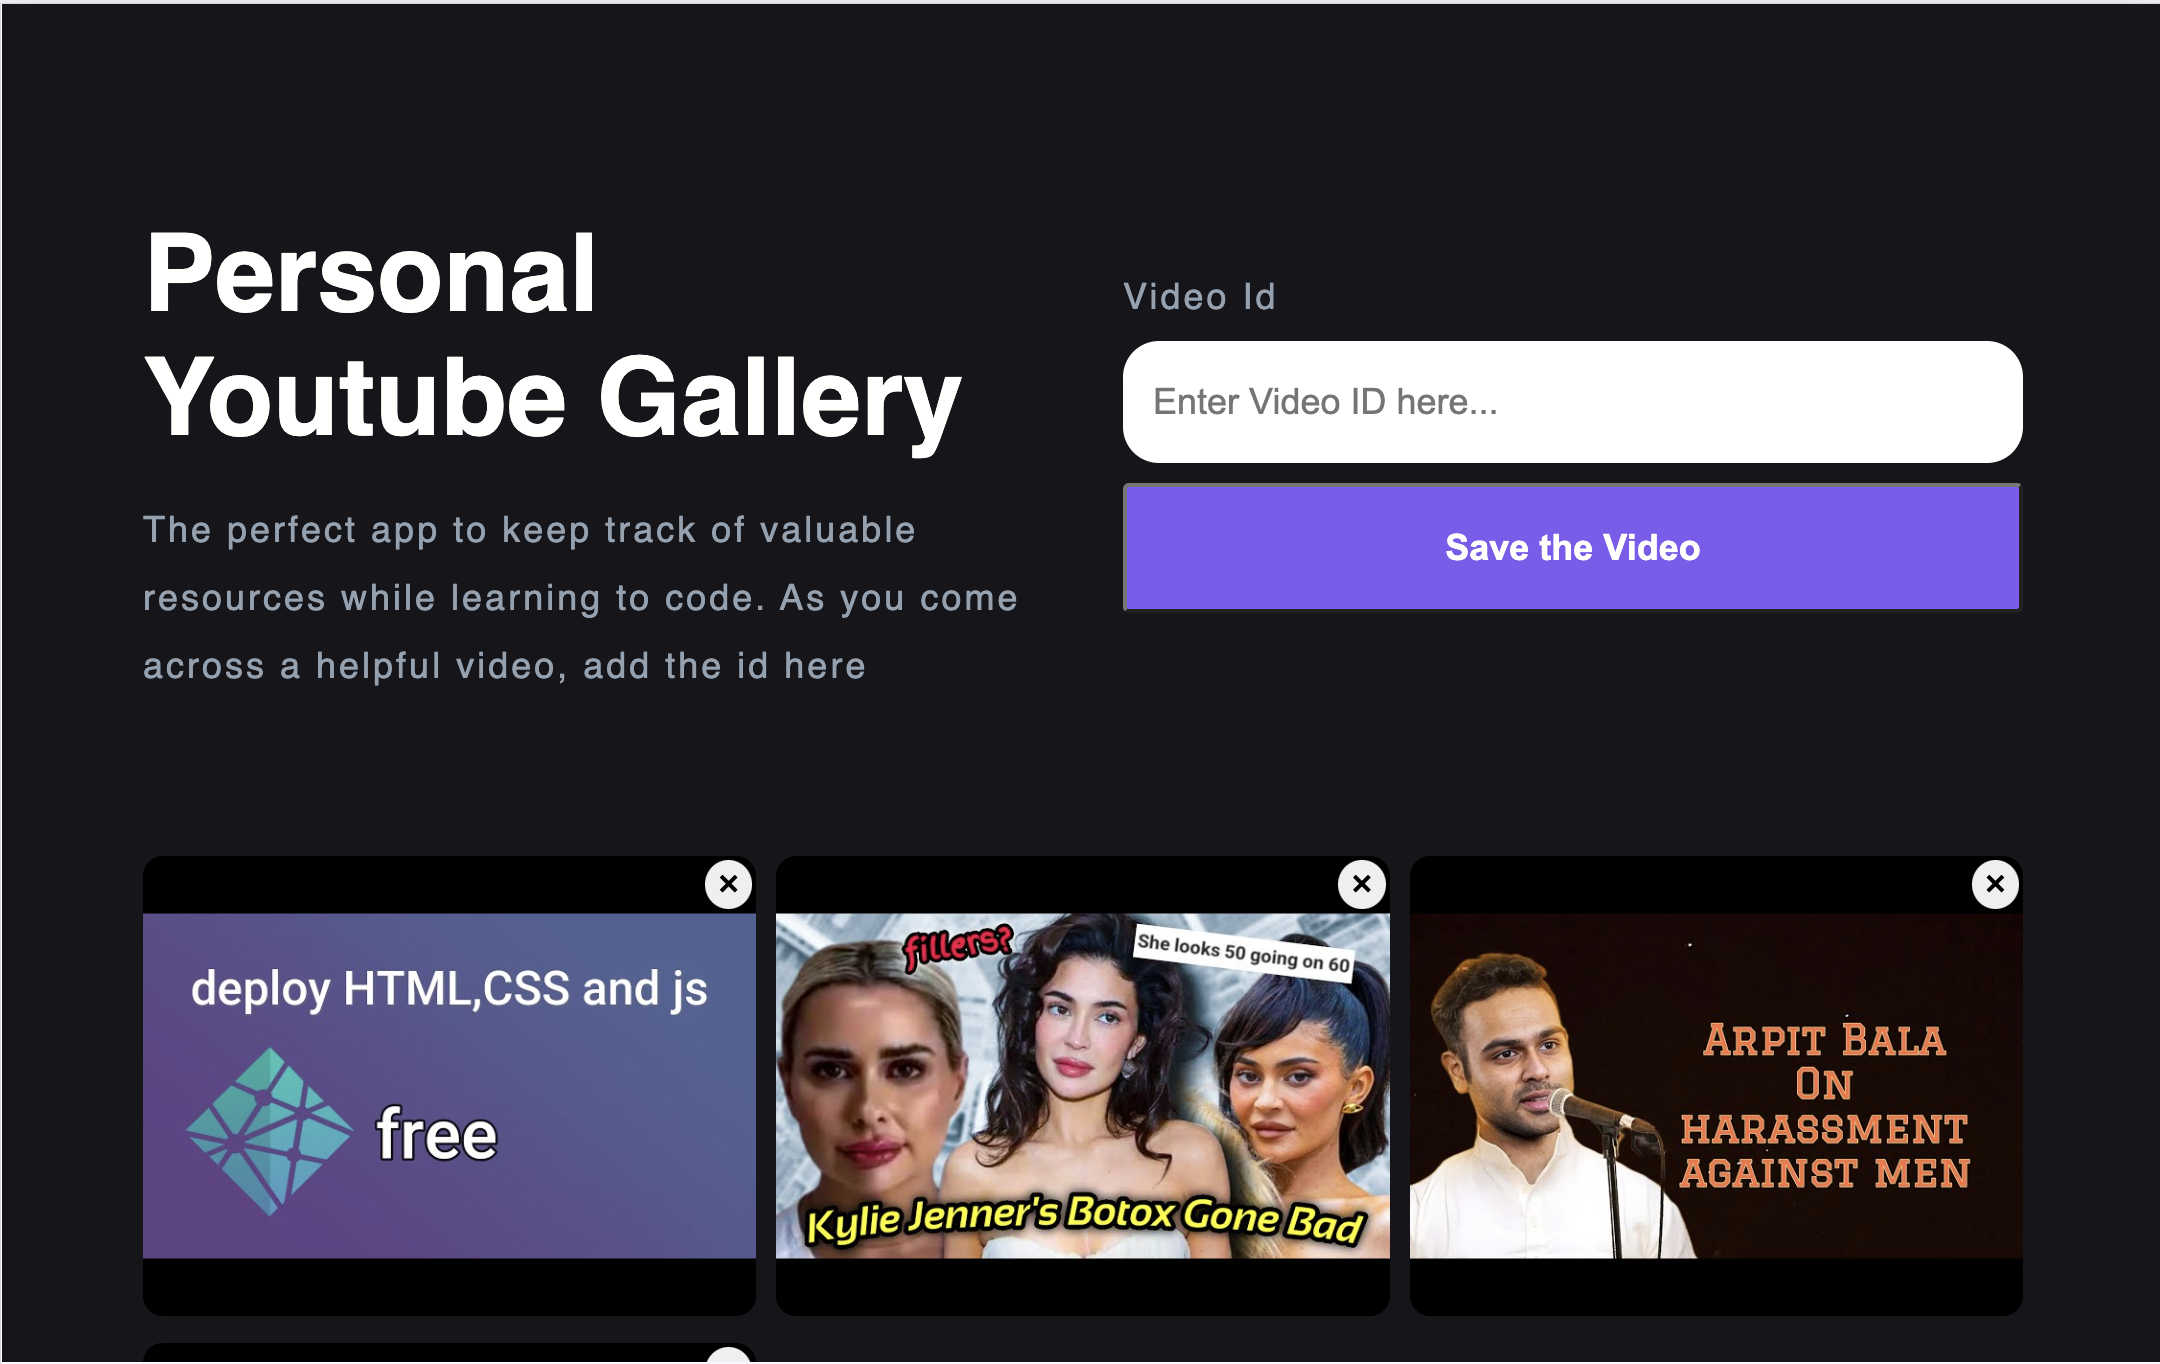 Personal
Youtube Gallery
The perfect app to keep track of valuable
resources while learning to code. As you come
across a helpful video, add the id here
Video Id
Enter Video ID here...
Save the Video
deploy HTML,CSS and js
free
fillers?
She looks 50 going on 60
Kylie Jenner's Botox Gone Bad
ARPIT BALA
ON
HARASSMENT
AGAINST MEN